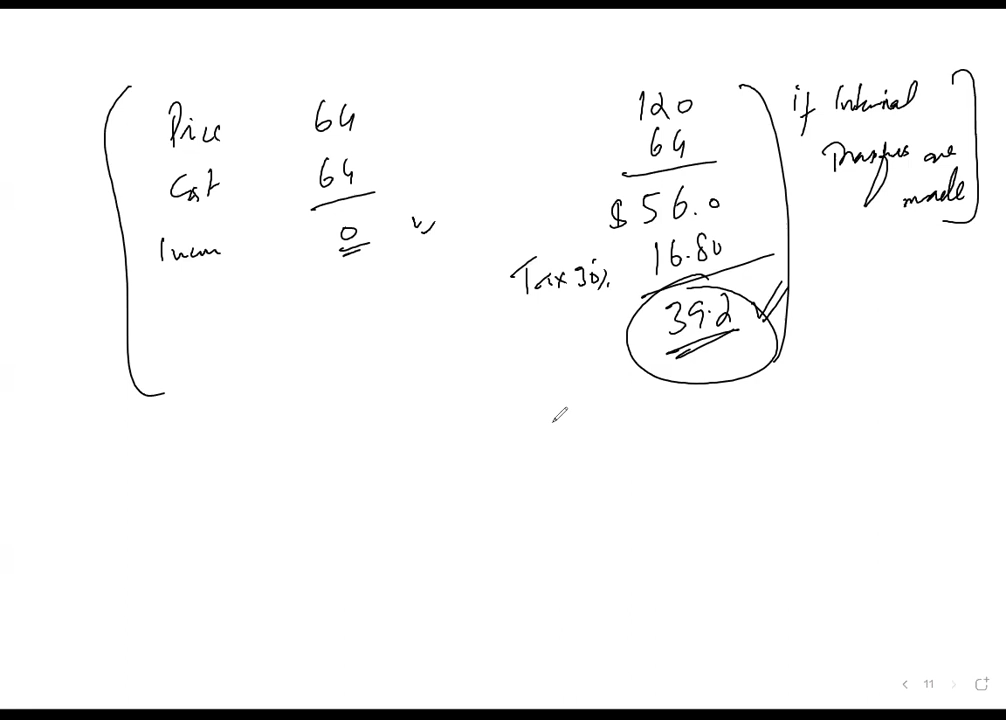 Price 64 120 if Internal
Cost 64 64 Transfers are
Incm 0 $ 56.0 made
Tax 30% 16.80
39.2
11